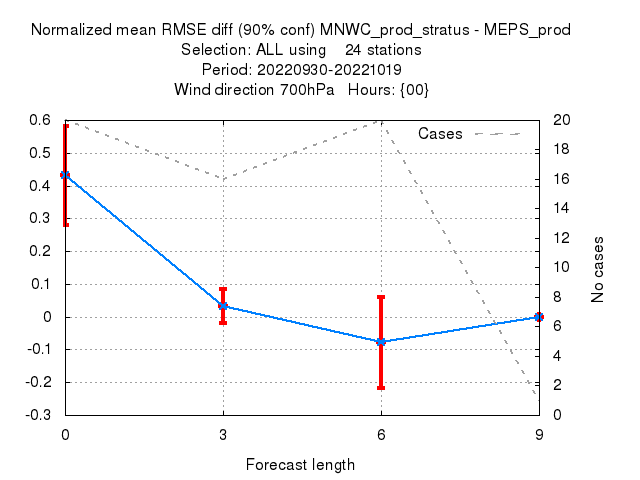 Normalized mean RMSE diff (90% conf) MNWC_prod_stratus - MEPS_prod
Selection: ALL using 24 stations
Period: 20220930-20221019
Wind direction 700hPa Hours: {00}
Cases
0.6
0.5
0.4
0.3
0.2
0.1
0
-0.1
-0.2
-0.3
20
18
16
14
12
10
8
6
4
2
0
No cases
0 3 6 9
Forecast length